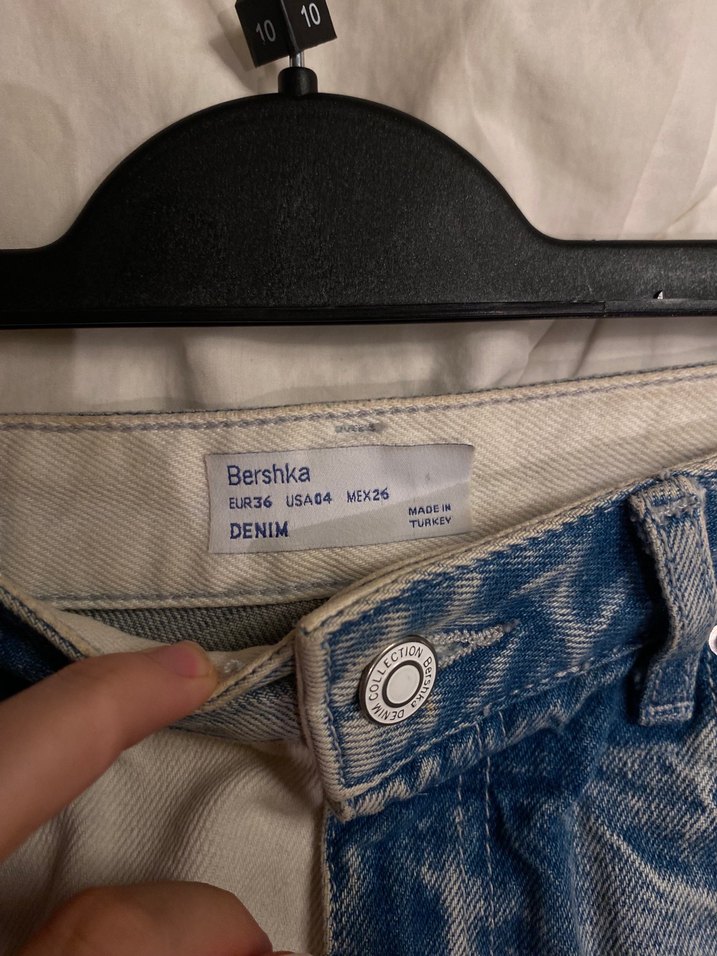 10 10
Bershka
EUR36 USA04 MEX26
DENIM
MADE IN
TURKEY
DENIM COLLECTION Bershka